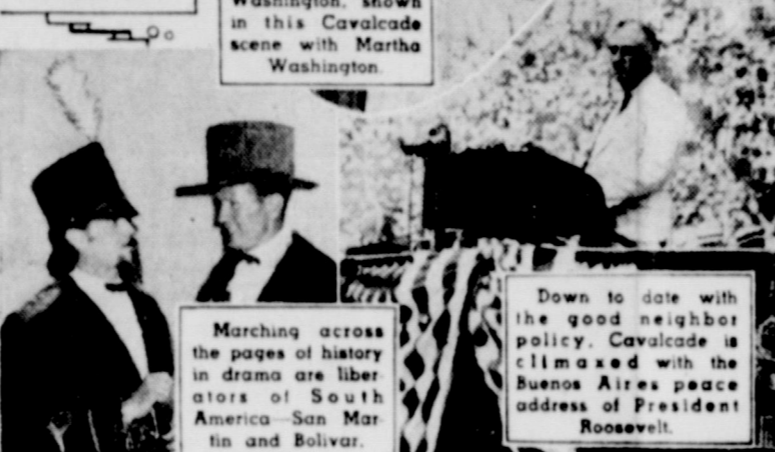 Washington, shown
in this Cavalcade
scene with Martha
Washington.
Marching across
the pages of history
in drama are liber-
ators of South
America—San Mar-
tin and Bolivar.
Down to date with
the good neighbor
policy, Cavalcade is
climaxed with the
Buenos Aires peace
address of President
Roosevelt.